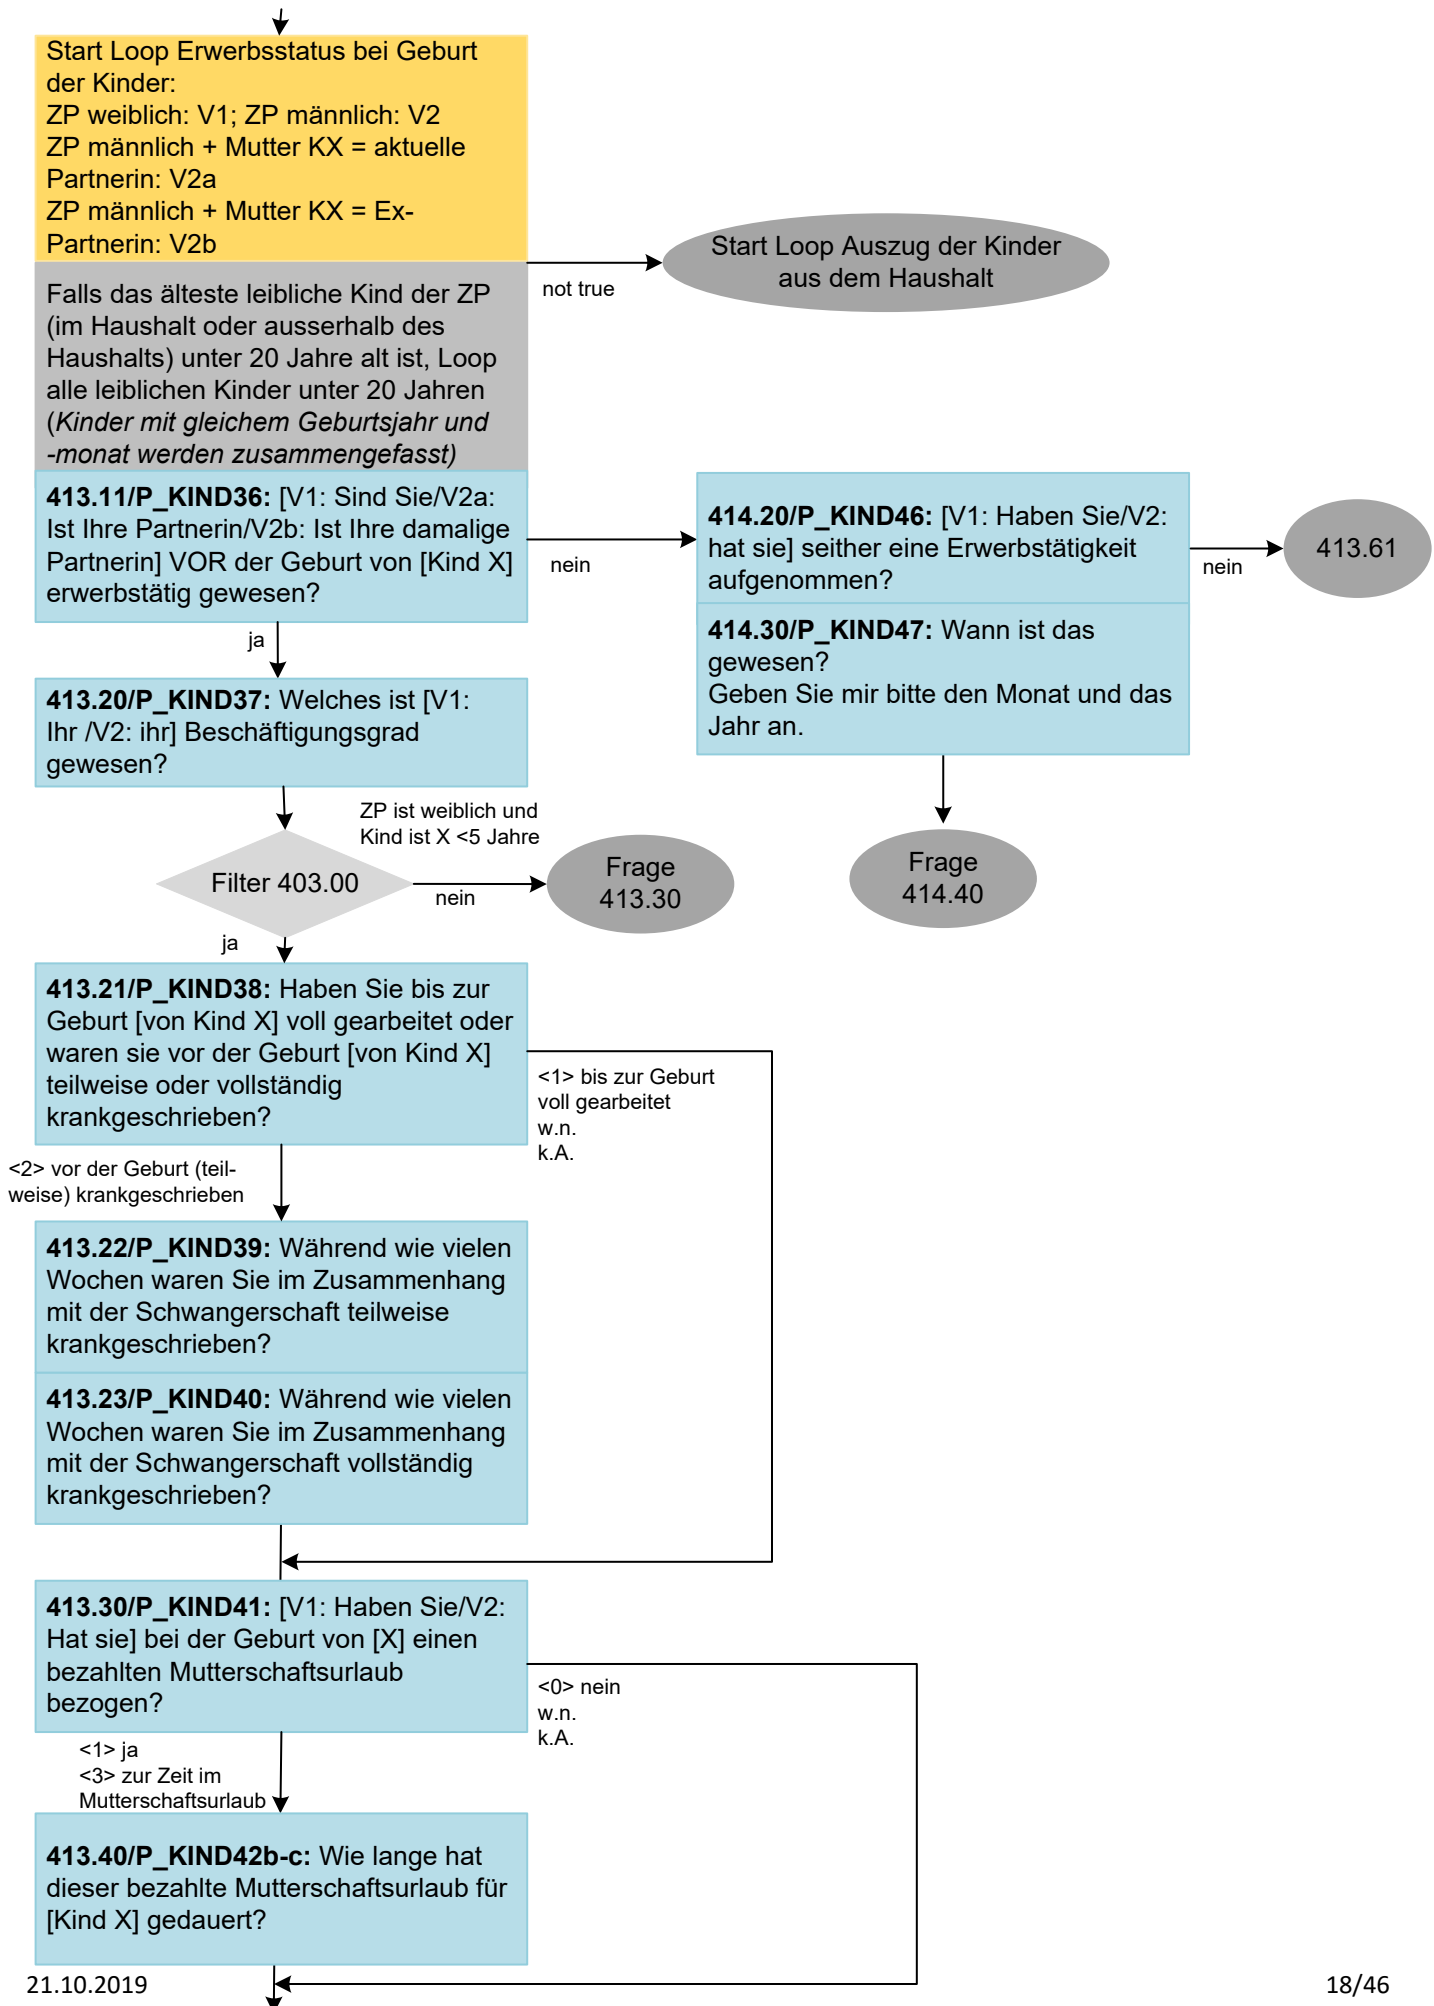 Start Loop Erwerbsstatus bei Geburt
der Kinder:
ZP weiblich: V1; ZP männlich: V2
ZP männlich + Mutter KX = aktuelle
Partnerin: V2a
ZP männlich + Mutter KX = Ex-
Partnerin: V2b
Start Loop Auszug der Kinder
aus dem Haushalt
not true
Falls das älteste leibliche Kind der ZP
(im Haushalt oder ausserhalb des
Haushalts) unter 20 Jahre alt ist, Loop
alle leiblichen Kinder unter 20 Jahren
(Kinder mit gleichem Geburtsjahr und
-monat werden zusammengefasst)
413.11/P_KIND36: [V1: Sind Sie/V2a:
Ist Ihre Partnerin/V2b: Ist Ihre damalige
Partnerin] VOR der Geburt von [Kind X]
erwerbstätig gewesen?
nein
414.20/P_KIND46: [V1: Haben Sie/V2:
hat sie] seither eine Erwerbstätigkeit
aufgenommen?
nein
413.61
414.30/P_KIND47: Wann ist das
gewesen?
Geben Sie mir bitte den Monat und das
Jahr an.
ja
413.20/P_KIND37: Welches ist [V1:
Ihr /V2: ihr] Beschäftigungsgrad
gewesen?
ZP ist weiblich und
Kind ist X <5 Jahre
Filter 403.00
nein
Frage
413.30
Frage
414.40
ja
413.21/P_KIND38: Haben Sie bis zur
Geburt [von Kind X] voll gearbeitet oder
waren sie vor der Geburt [von Kind X]
teilweise oder vollständig
krankgeschrieben?
<1> bis zur Geburt
voll gearbeitet
w.n.
k.A.
<2> vor der Geburt (teil-
weise) krankgeschrieben
413.22/P_KIND39: Während wie vielen
Wochen waren Sie im Zusammenhang
mit der Schwangerschaft teilweise
krankgeschrieben?
413.23/P_KIND40: Während wie vielen
Wochen waren Sie im Zusammenhang
mit der Schwangerschaft vollständig
krankgeschrieben?
413.30/P_KIND41: [V1: Haben Sie/V2:
Hat sie] bei der Geburt von [X] einen
bezahlten Mutterschaftsurlaub
bezogen?
<0> nein
w.n.
k.A.
<1> ja
<3> zur Zeit im
Mutterschaftsurlaub
413.40/P_KIND42b-c: Wie lange hat
dieser bezahlte Mutterschaftsurlaub für
[Kind X] gedauert?
21.10.2019
18/46